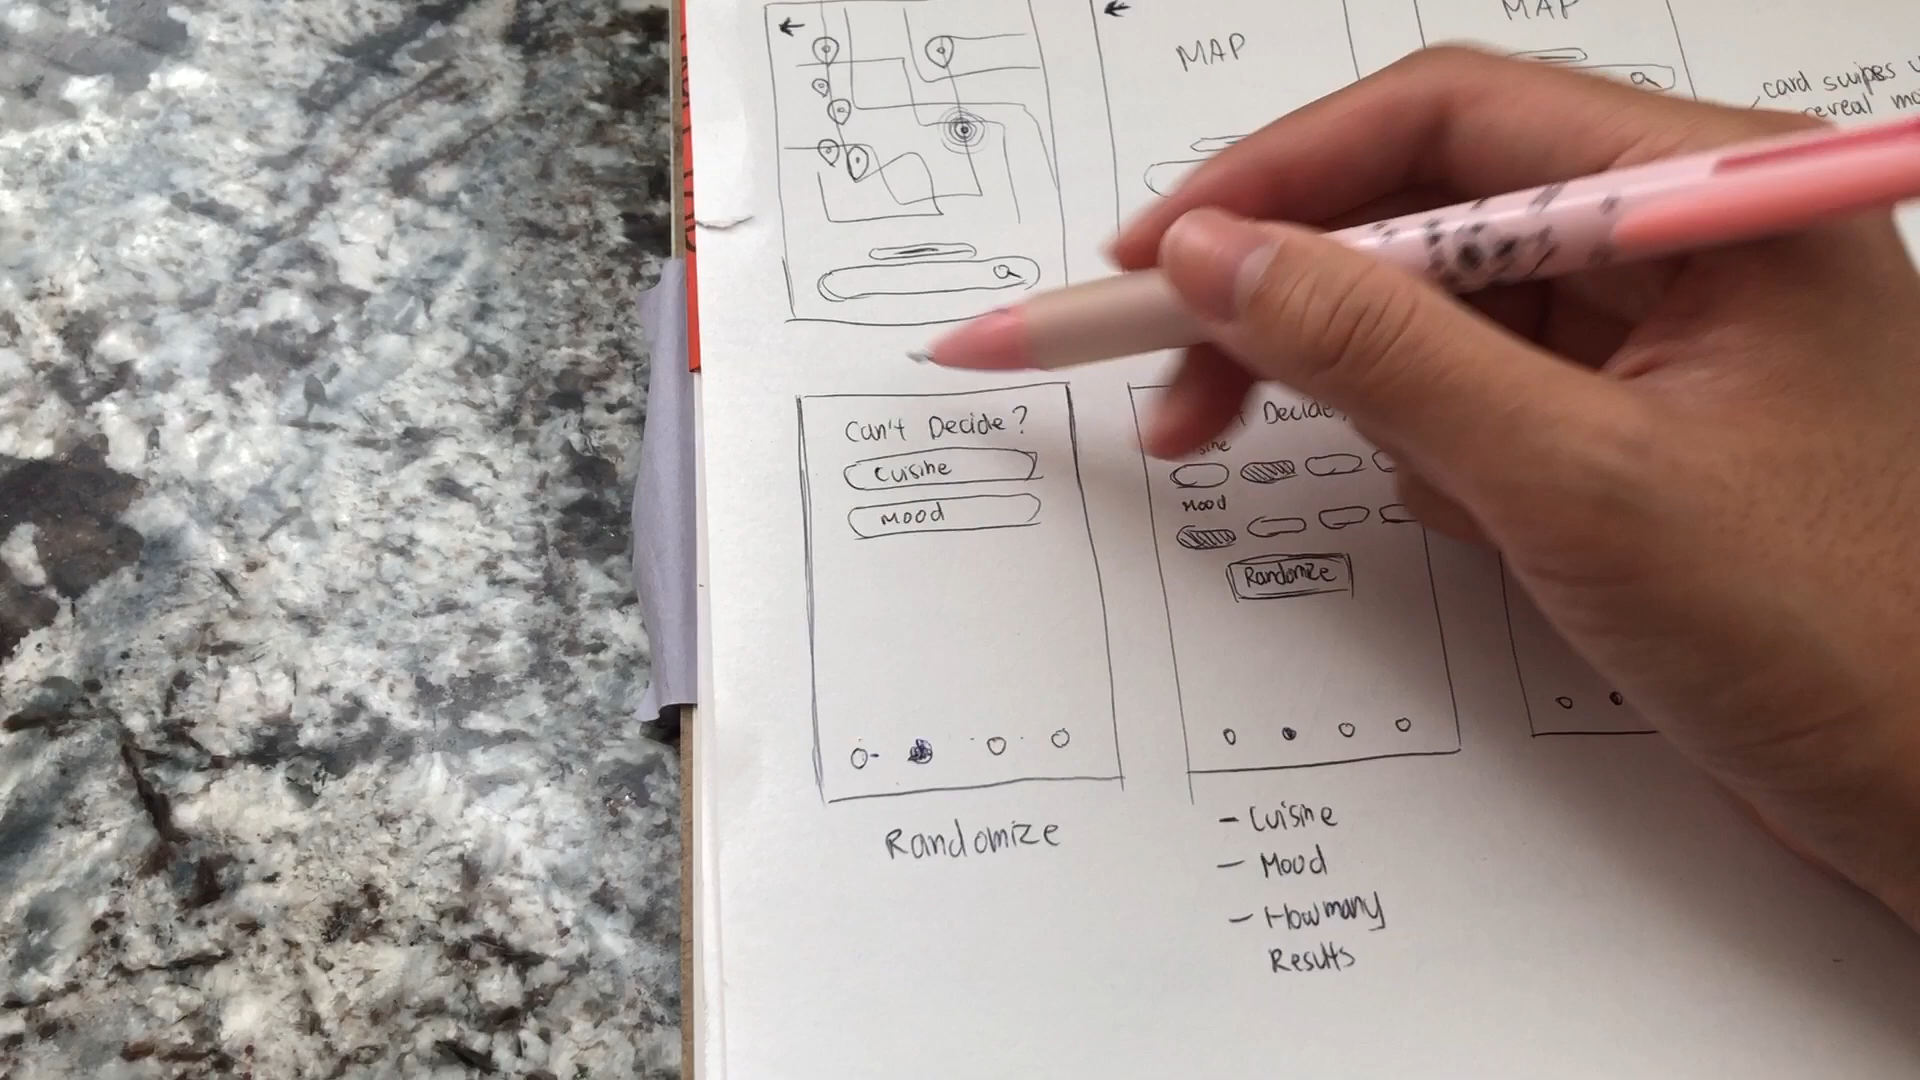 MAP
MAP
card swipes
reveal
Can't Decide?
Cuisine
Mood
Decide
Mood
Randomize
Randomize
- Cuisine
- Mood
- How many
Results